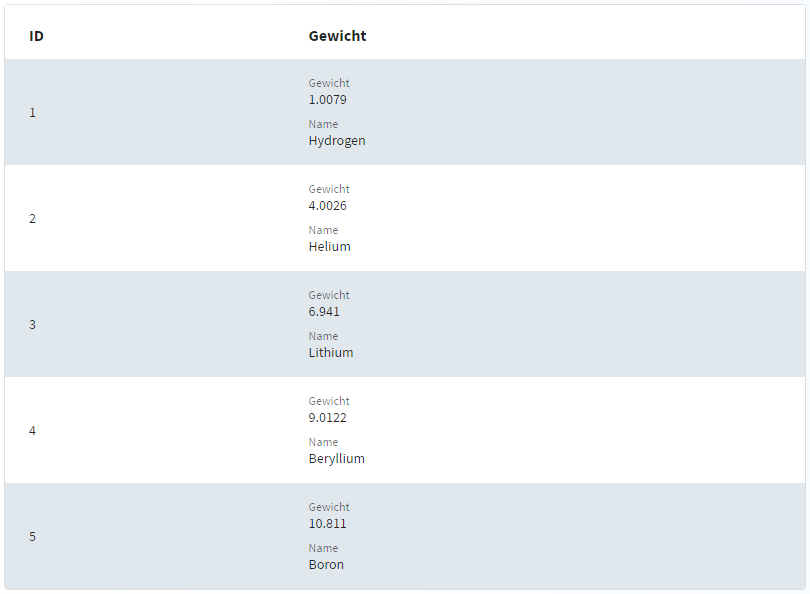 ID Gewicht
Gewicht
1.0079
1
Name
Hydrogen
Gewicht
4.0026
2
Name
Helium
Gewicht
6.941
3
Name
Lithium
Gewicht
9.0122
4
Name
Beryllium
Gewicht
10.811
5
Name
Boron